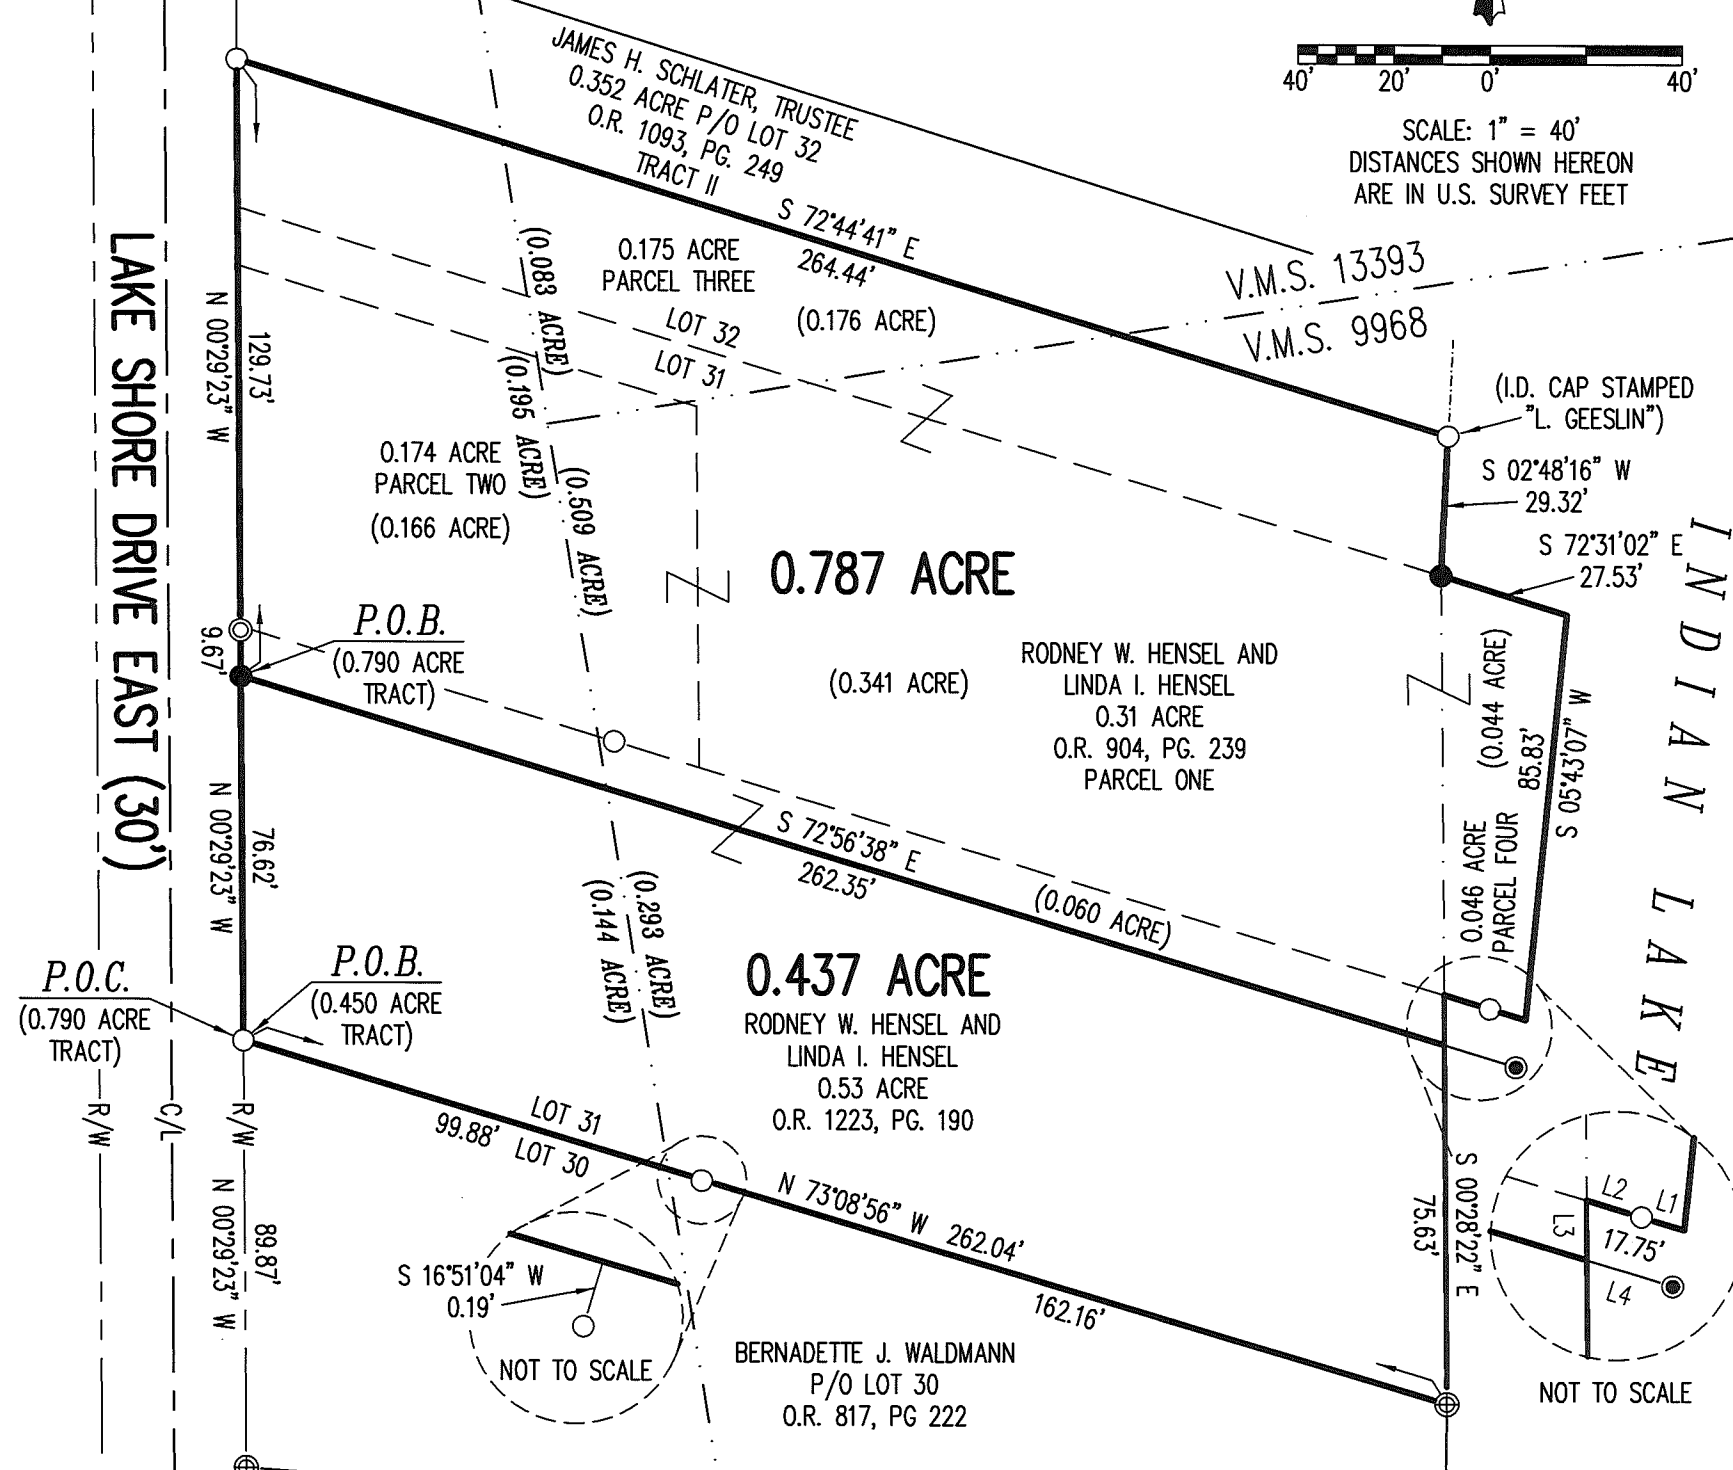 40'
20'
0'
40'
SCALE: 1" = 40'
DISTANCES SHOWN HEREON
ARE IN U.S. SURVEY FEET
JAMES H. SCHLATER, TRUSTEE
0.352 ACRE P/O LOT 32
O.R. 1093, PG. 249
TRACT II
S 72°44'41" E
264.44'
V.M.S. 13393
V.M.S. 9968
0.175 ACRE
PARCEL THREE
(0.176 ACRE)
LOT 32
LOT 31
(0.083 ACRE)
(0.195 ACRE)
(0.509 ACRE)
(I.D. CAP STAMPED
"L. GEESLIN")
S 02°48'16" W
29.32'
S 72°31'02" E
27.53'
LAKE SHORE DRIVE EAST (30')
N 00°29'23" W
129.73'
0.174 ACRE
PARCEL TWO
(0.166 ACRE)
0.787 ACRE
(0.341 ACRE)
RODNEY W. HENSEL AND
LINDA I. HENSEL
0.31 ACRE
O.R. 904, PG. 239
PARCEL ONE
INDIAN LAKE
(0.044 ACRE)
85.83'
S 05°43'07" W
0.046 ACRE
PARCEL FOUR
P.O.B.
(0.790 ACRE
TRACT)
9.67'
N 00°29'23" W
76.62'
S 72°56'38" E
262.35'
(0.060 ACRE)
(0.293 ACRE)
(0.144 ACRE)
0.437 ACRE
RODNEY W. HENSEL AND
LINDA I. HENSEL
0.53 ACRE
O.R. 1223, PG. 190
P.O.C.
(0.790 ACRE
TRACT)
P.O.B.
(0.450 ACRE
TRACT)
R/W
C/L
R/W
N 00°29'23" W
89.87'
LOT 31
99.88' LOT 30
N 73°08'56" W 262.04'
162.16'
S 00°28'22" E
75.63'
L2
L1
L3
17.75'
L4
NOT TO SCALE
S 16°51'04" W
0.19'
NOT TO SCALE
BERNADETTE J. WALDMANN
P/O LOT 30
O.R. 817, PG 222